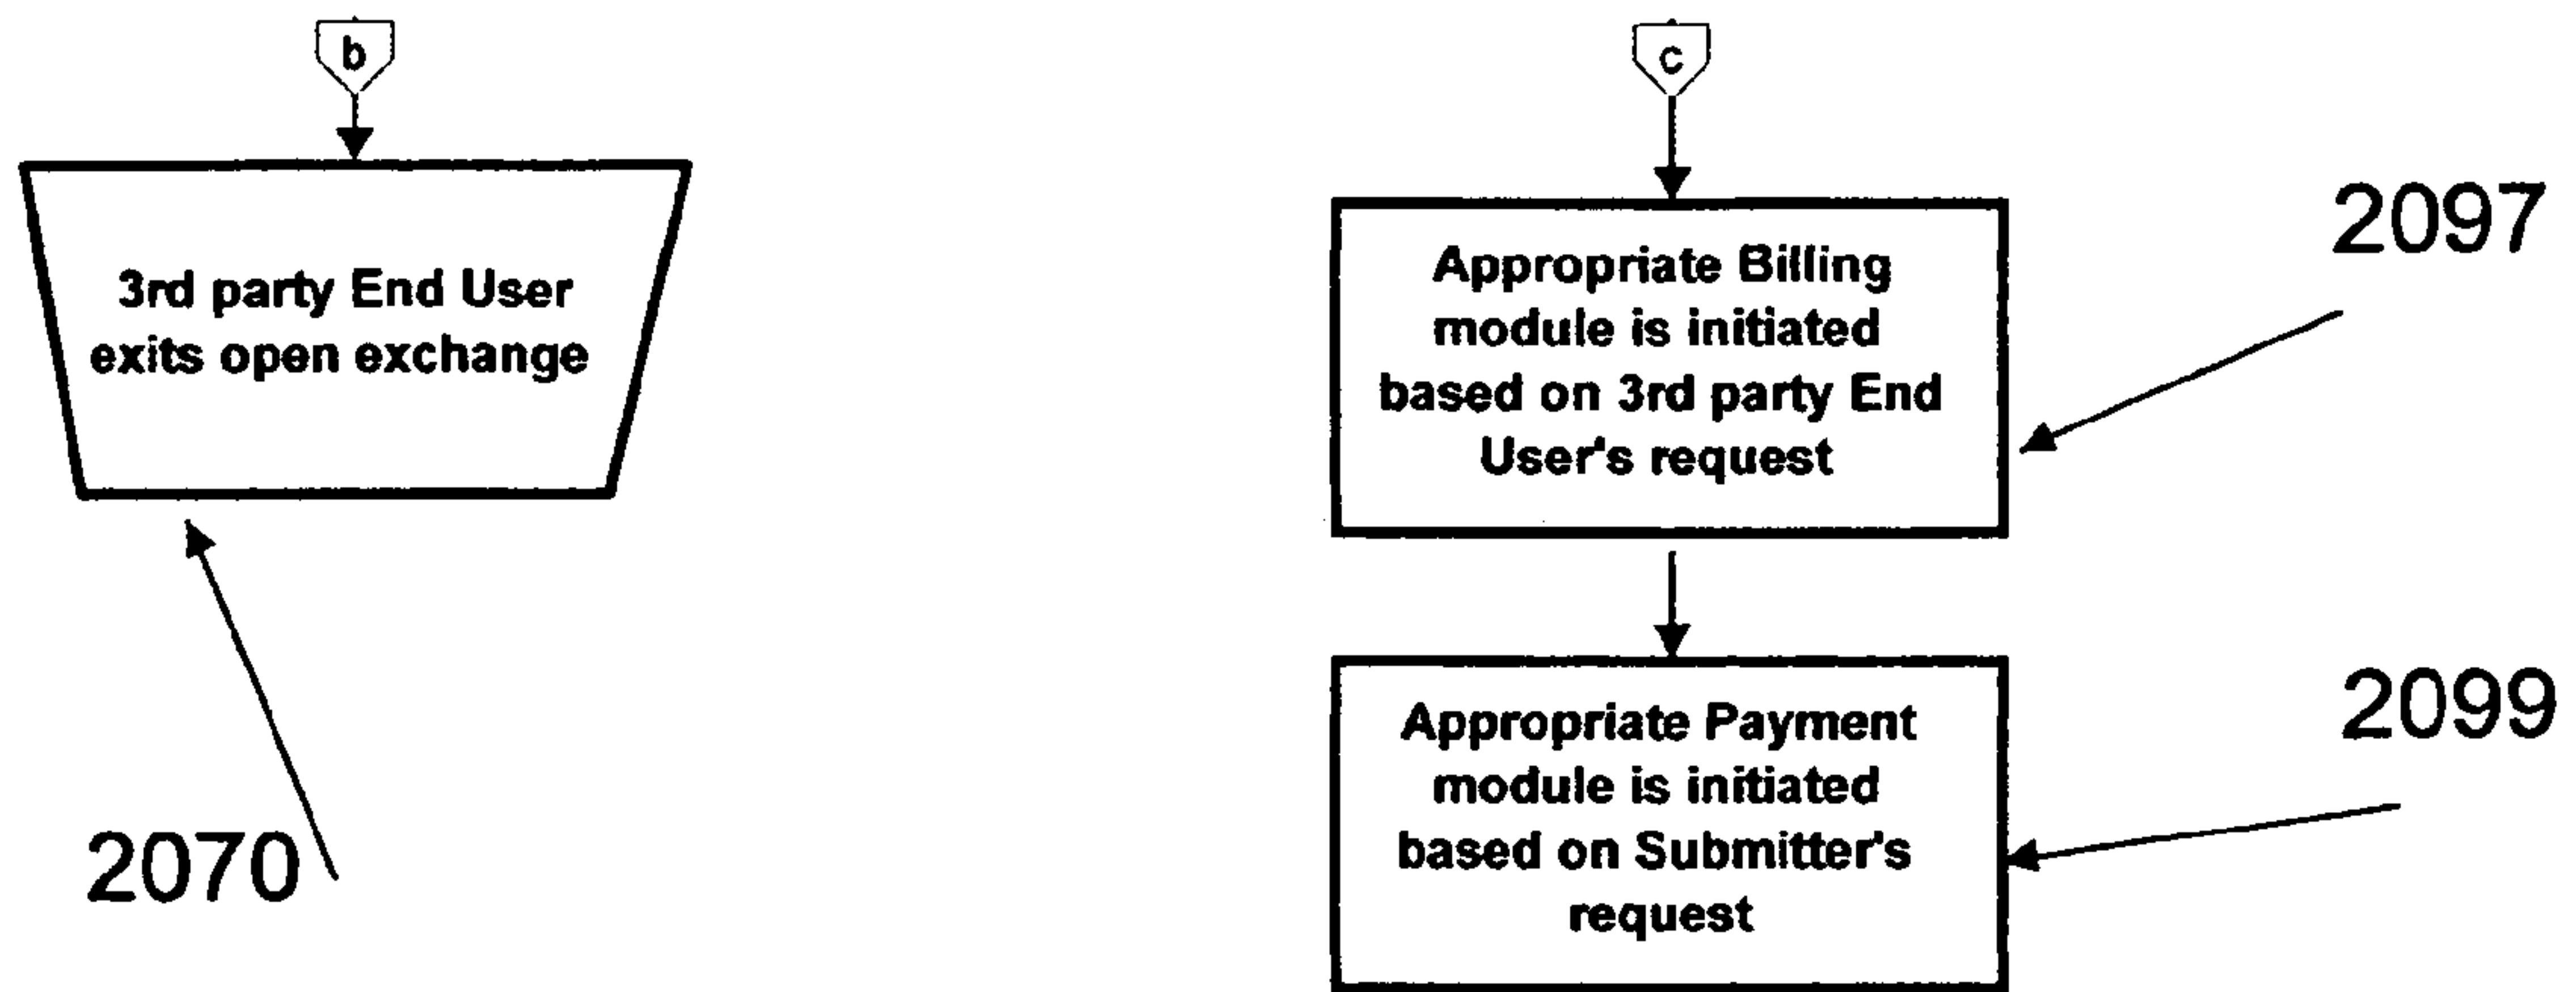 b
3rd party End User
exits open exchange
2070
c
Appropriate Billing
module is initiated
based on 3rd party End
User's request
2097
Appropriate Payment
module is initiated
based on Submitter's
request
2099